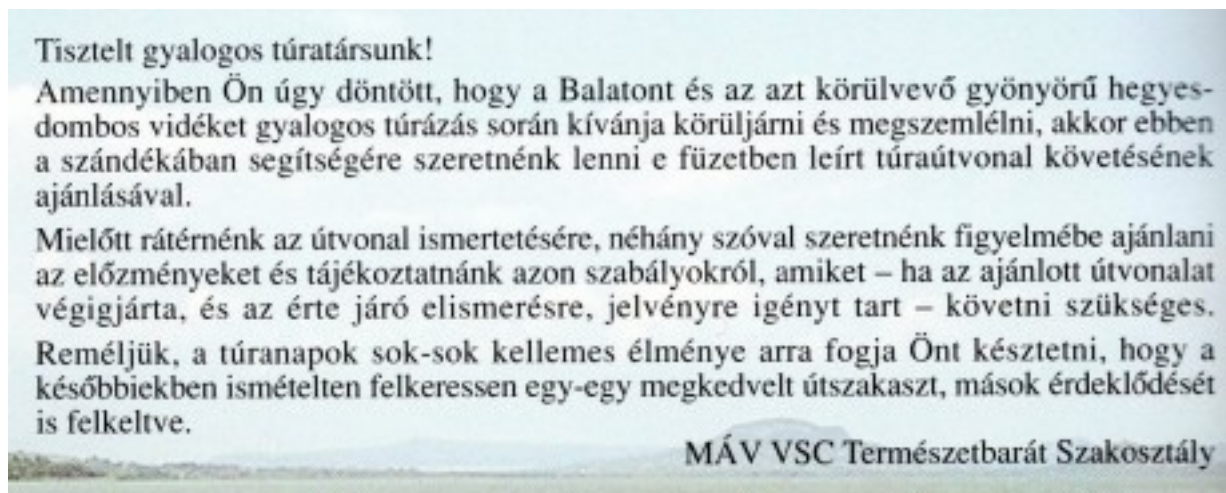 Tisztelt gyalogos túratársunk!
Amennyiben Ön úgy döntött, hogy a Balatont és az azt körülvevő gyönyörű hegyes-
dombos vidéket gyalogos túrázás során kívánja körüljárni és megszemlélni, akkor ebben
a szándékában segítségére szeretnénk lenni e füzetben leírt túraútvonal követésének
ajánlásával.
Mielőtt rátérnénk az útvonal ismertetésére, néhány szóval szeretnénk figyelmébe ajánlani
az előzményeket és tájékoztatnánk azon szabályokról, amiket – ha az ajánlott útvonalat
végigjárta, és az érte járó elismerésre, jelvényre igényt tart – követni szükséges.
Reméljük, a túranapok sok-sok kellemes élménye arra fogja Önt késztetni, hogy a
későbbiekben ismételten felkeressen egy-egy megkedvelt útszakaszt, mások érdeklődését
is felkeltve.
MÁV VSC Természetbarát Szakosztály